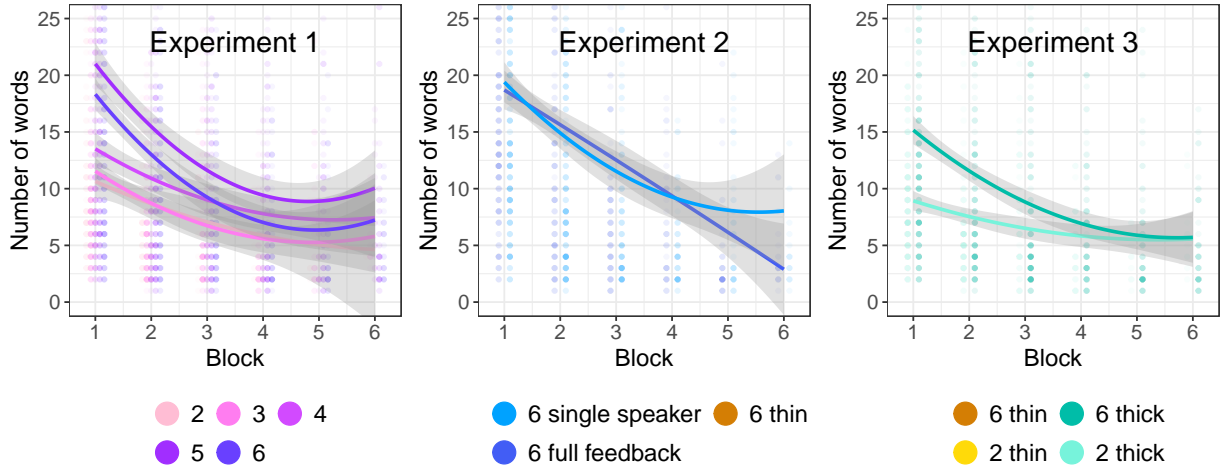 Experiment 1
Number of words
25
20
15
10
5
0
1 2 3 4 5 6
Block
2 3 4
5 6
Experiment 2
Number of words
25
20
15
10
5
0
1 2 3 4 5 6
Block
6 single speaker 6 thin
6 full feedback
Experiment 3
Number of words
25
20
15
10
5
0
1 2 3 4 5 6
Block
6 thin 6 thick
2 thin 2 thick